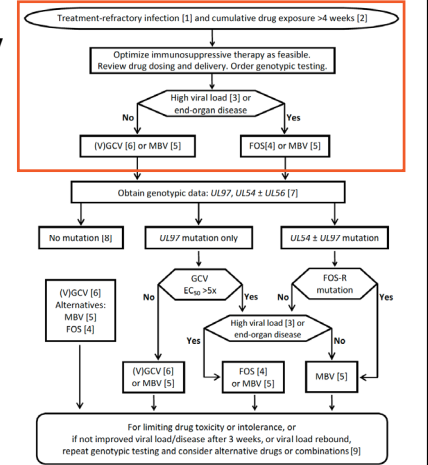 y
Treatment-refractory infection [1] and cumulative drug exposure >4 weeks [2]
Optimize immunosuppressive therapy as feasible.
Review drug dosing and delivery. Order genotypic testing.
High viral load [3] or
end-organ disease
No
Yes
(V)GCV [6] or MBV [5]
FOS[4] or MBV [5]
Obtain genotypic data: UL97, UL54 ± UL56 [7]
No mutation [8]
UL97 mutation only
UL54 ± UL97 mutation
(V)GCV [6]
Alternatives:
MBV [5]
FOS [4]
GCV
EC50 >5x
FOS-R
mutation
No
Yes
No
Yes
High viral load [3] or
end-organ disease
Yes
No
(V)GCV [6]
or MBV [5]
FOS [4]
or MBV [5]
MBV [5]
For limiting drug toxicity or intolerance, or
if not improved viral load/disease after 3 weeks, or viral load rebound,
repeat genotypic testing and consider alternative drugs or combinations [9]